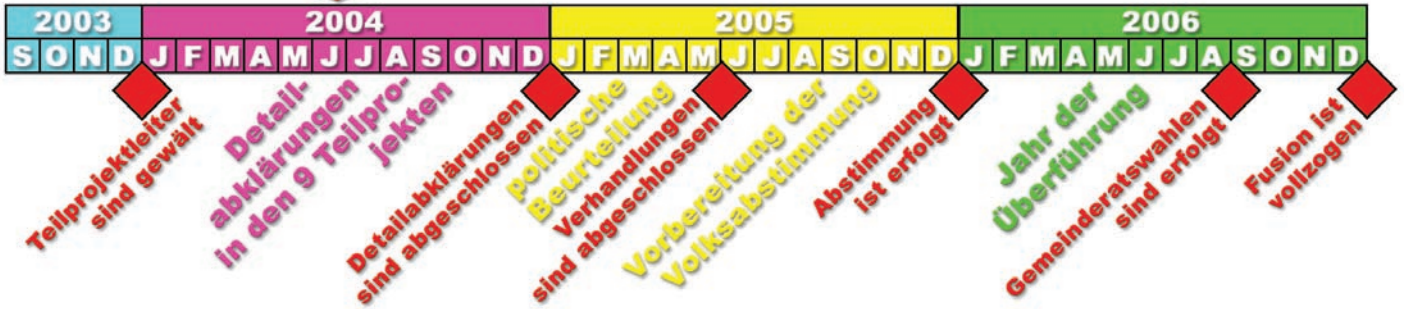 2003 2004 2005 2006
S O N D J F M A M J J A S O N D J F M A M J J A S O N D J F M A M J J A S O N D
Teilprojektleiter
sind gewält
Detail-
abklärungen
in den 9 Teilpro-
jekten
Detailabklärungen
sind abgeschlossen
politische
Beurteilung
Verhandlungen
sind abgeschlossen
Vorbereitung der
Volksabstimmung
Abstimmung
ist erfolgt
Jahr der
Überführung
Gemeinderatswahlen
sind erfolgt
Fusion ist
vollzogen